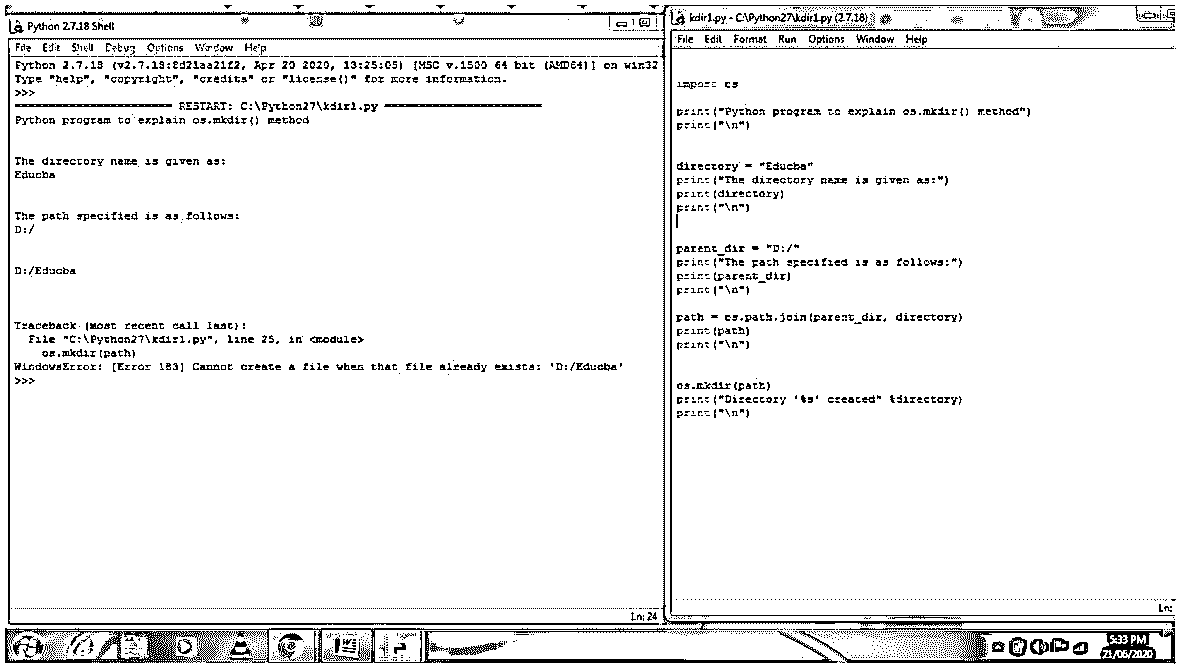 Python 2.7.18 Shell
File Edit Shell Debug Options Window Help
Python 2.7.18 (v2.7.18:8d21aa21f2, Apr 20 2020, 13:25:05) [MSC v.1500 64 bit (AMD64)] on win32
Type "help", "copyright", "credits" or "license()" for more information.
>>>
RESTART: C:\Python27\kdir1.py
Python program to explain os.mkdir() method
The directory name is given as:
Educba
The path specified is as follows:
D:/
D:/Educba
Traceback (most recent call last):
File "C:\Python27\kdir1.py", line 25, in <module>
os.mkdir(path)
WindowsError: [Error 183] Cannot create a file when that file already exists: 'D:/Educba'
>>>
Ln: 24
kdir1.py - C:\Python27\kdir1.py (2.7.18)
File Edit Format Run Options Window Help
import os
print("Python program to explain os.mkdir() method")
print("\n")
directory = "Educba"
print("The directory name is given as:")
print(directory)
print("\n")
parent_dir = "D:/"
print("The path specified is as follows:")
print(parent_dir)
print("\n")
path = os.path.join(parent_dir, directory)
print(path)
print("\n")
os.mkdir(path)
print("Directory '%s' created" %directory)
print("\n")
Ln:
5:33 PM
21/06/2020